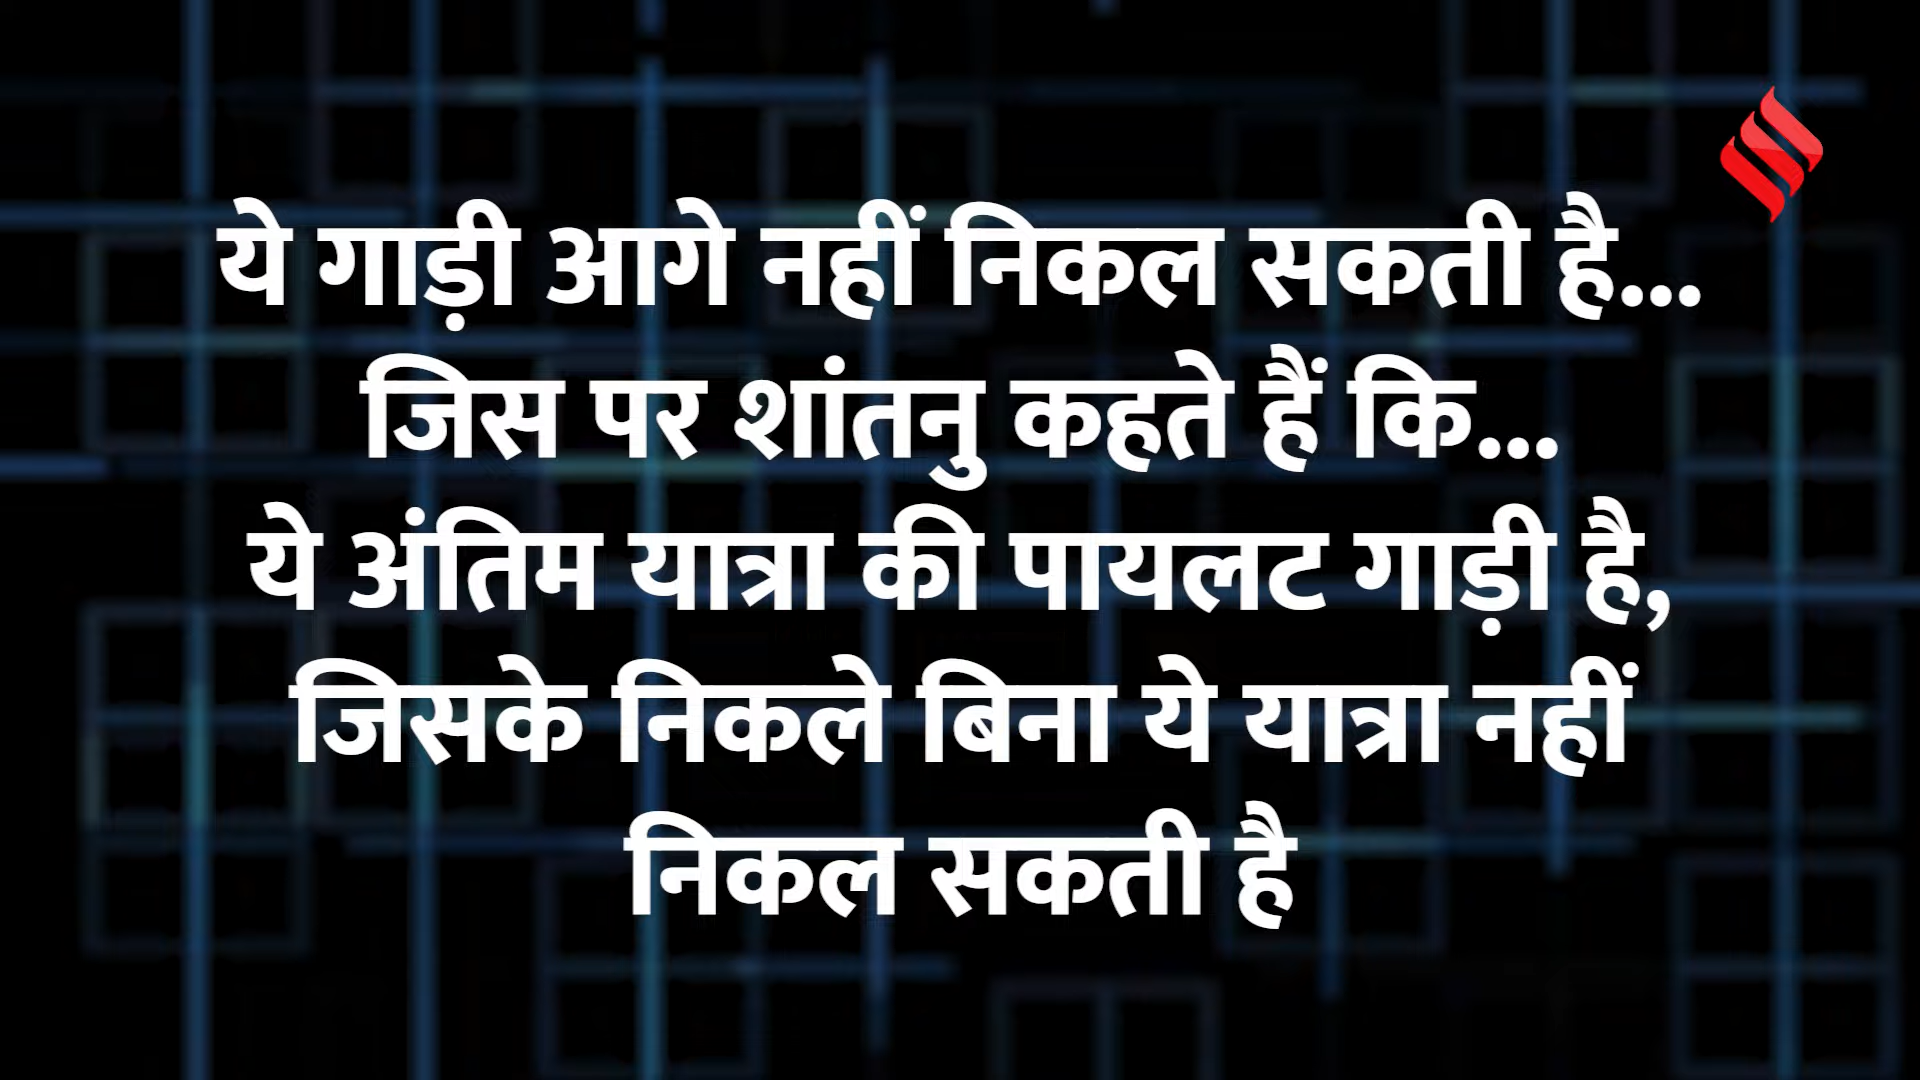 ये गाड़ी आगे नहीं निकल सकती है...
जिस पर शांतनु कहते हैं कि...
ये अंतिम यात्रा की पायलट गाड़ी है,
जिसके निकले बिना ये यात्रा नहीं
निकल सकती है